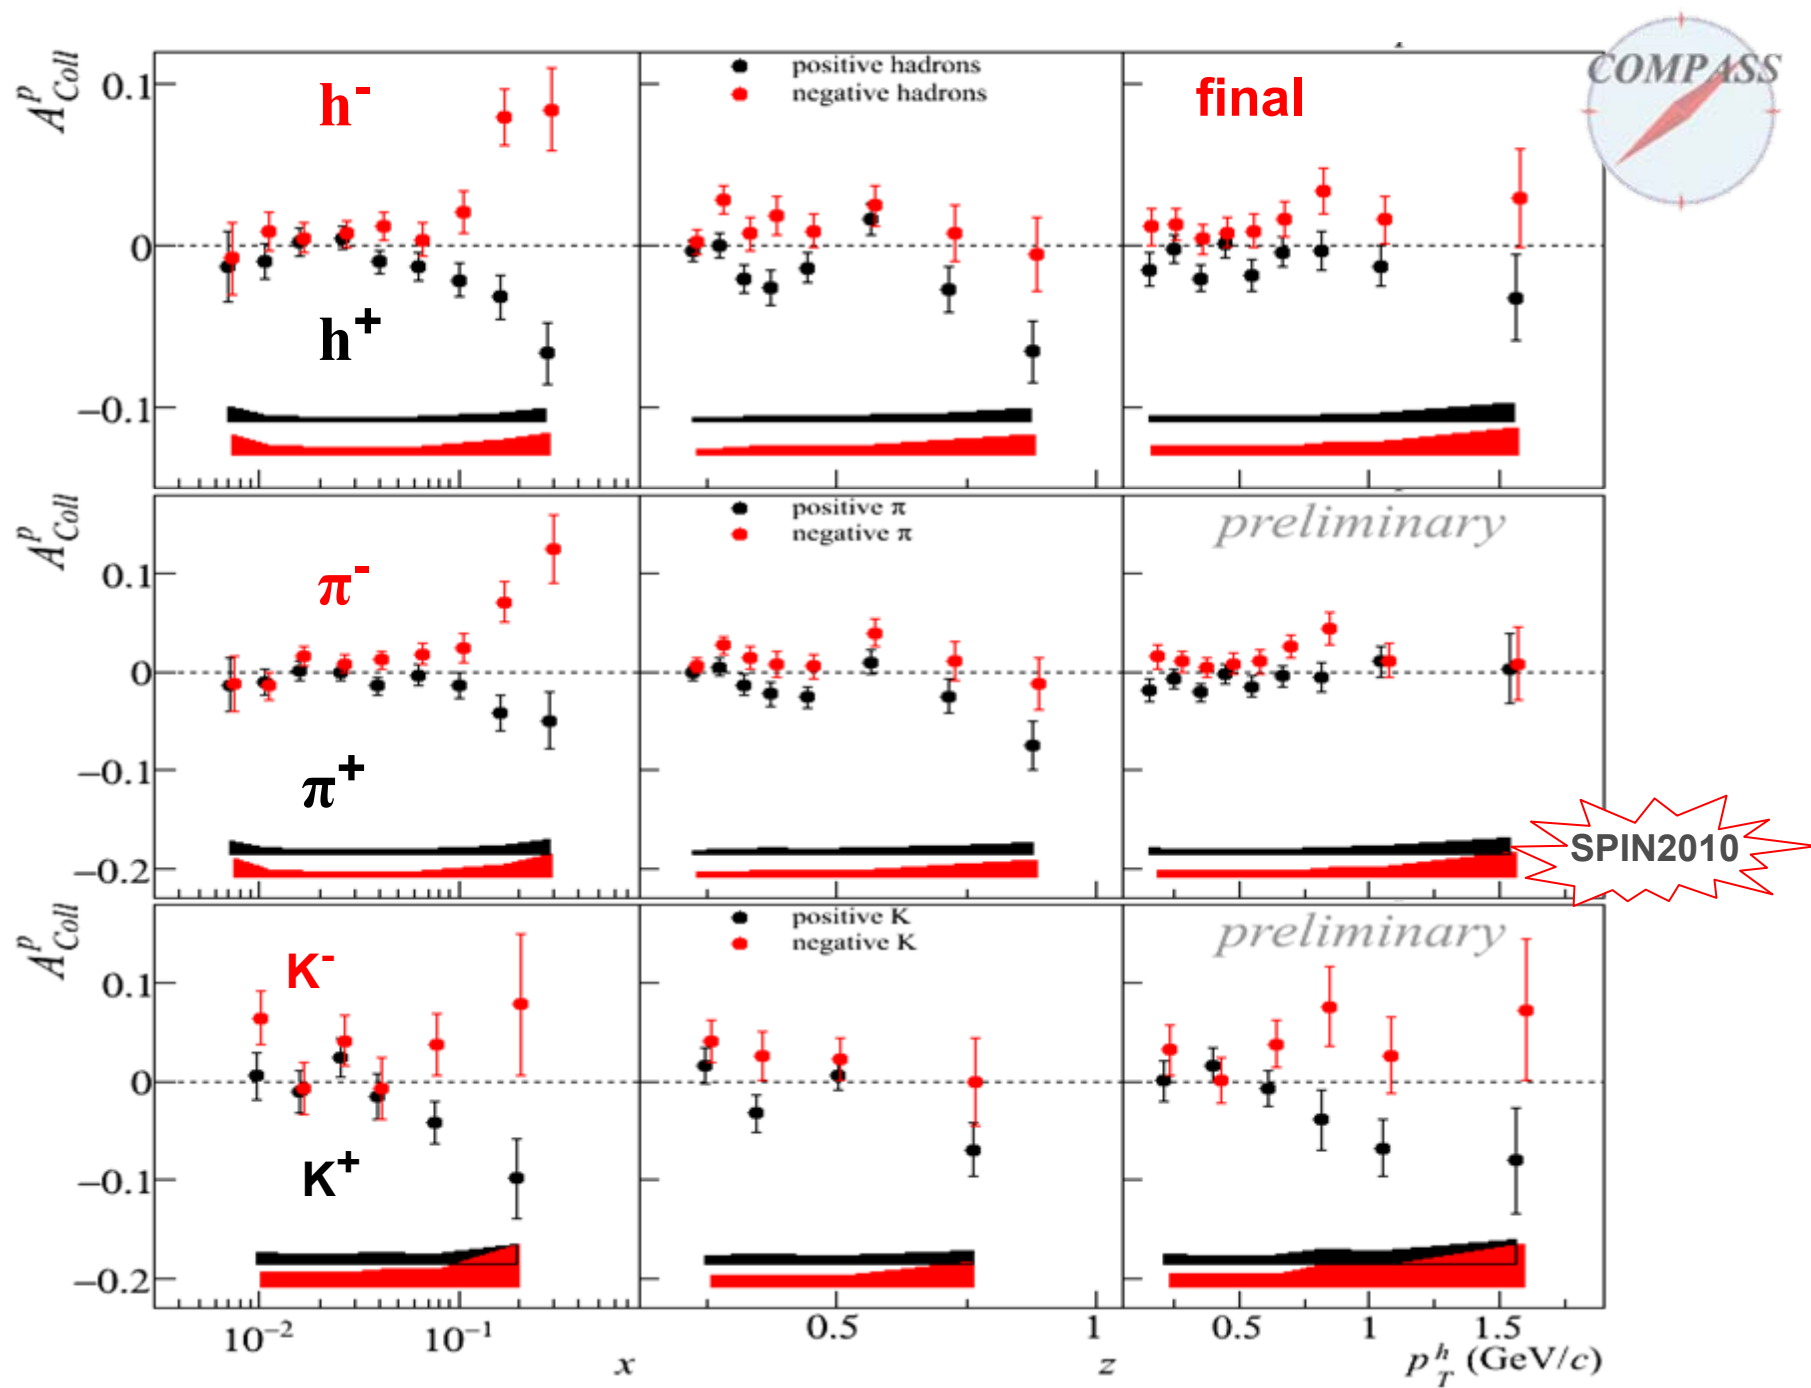 COMPASS
A^p_Coll
0.1
0
−0.1
h-
h+
positive hadrons
negative hadrons
final
A^p_Coll
0.1
0
−0.1
−0.2
π-
π+
positive π
negative π
preliminary
SPIN2010
A^p_Coll
0.1
0
−0.1
−0.2
K-
K+
positive K
negative K
preliminary
10−2 10−1 0.5 1 0.5 1 1.5
x z p^h_T (GeV/c)